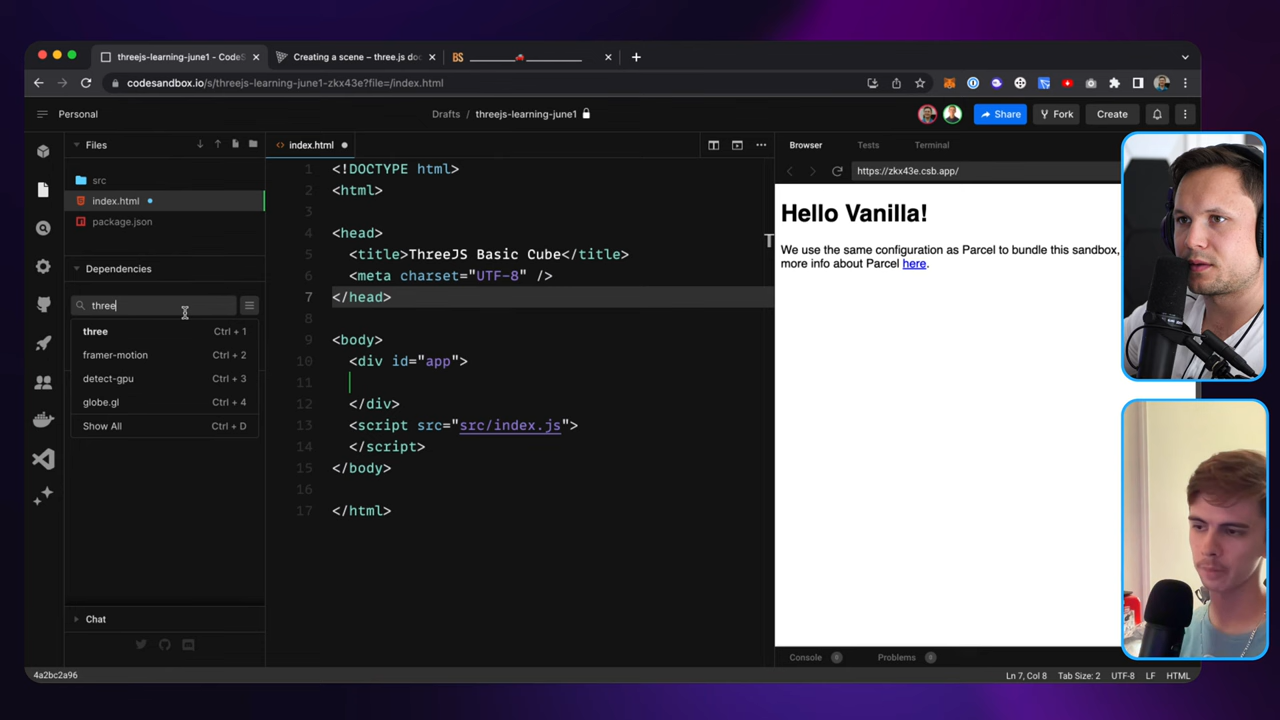 threejs-learning-june1 - CodeS
Creating a scene – three.js doc
BS
codesandbox.io/s/threejs-learning-june1-zkx43e?file=/index.html
Personal
Drafts / threejs-learning-june1
Share
Fork
Create
Files
src
index.html
package.json
Dependencies
three
three Ctrl + 1
framer-motion Ctrl + 2
detect-gpu Ctrl + 3
globe.gl Ctrl + 4
Show All Ctrl + D
Chat
index.html
1 <!DOCTYPE html>
2 <html>
3
4 <head>
5 <title>ThreeJS Basic Cube</title>
6 <meta charset="UTF-8" />
7 </head>
8
9 <body>
10 <div id="app">
11
12 </div>
13 <script src="src/index.js">
14 </script>
15 </body>
16
17 </html>
Browser Tests Terminal
https://zkx43e.csb.app/
Hello Vanilla!
We use the same configuration as Parcel to bundle this sandbox,
more info about Parcel here.
Console 0 Problems 0
4a2bc2a96
Ln 7, Col 8 Tab Size: 2 UTF-8 LF HTML